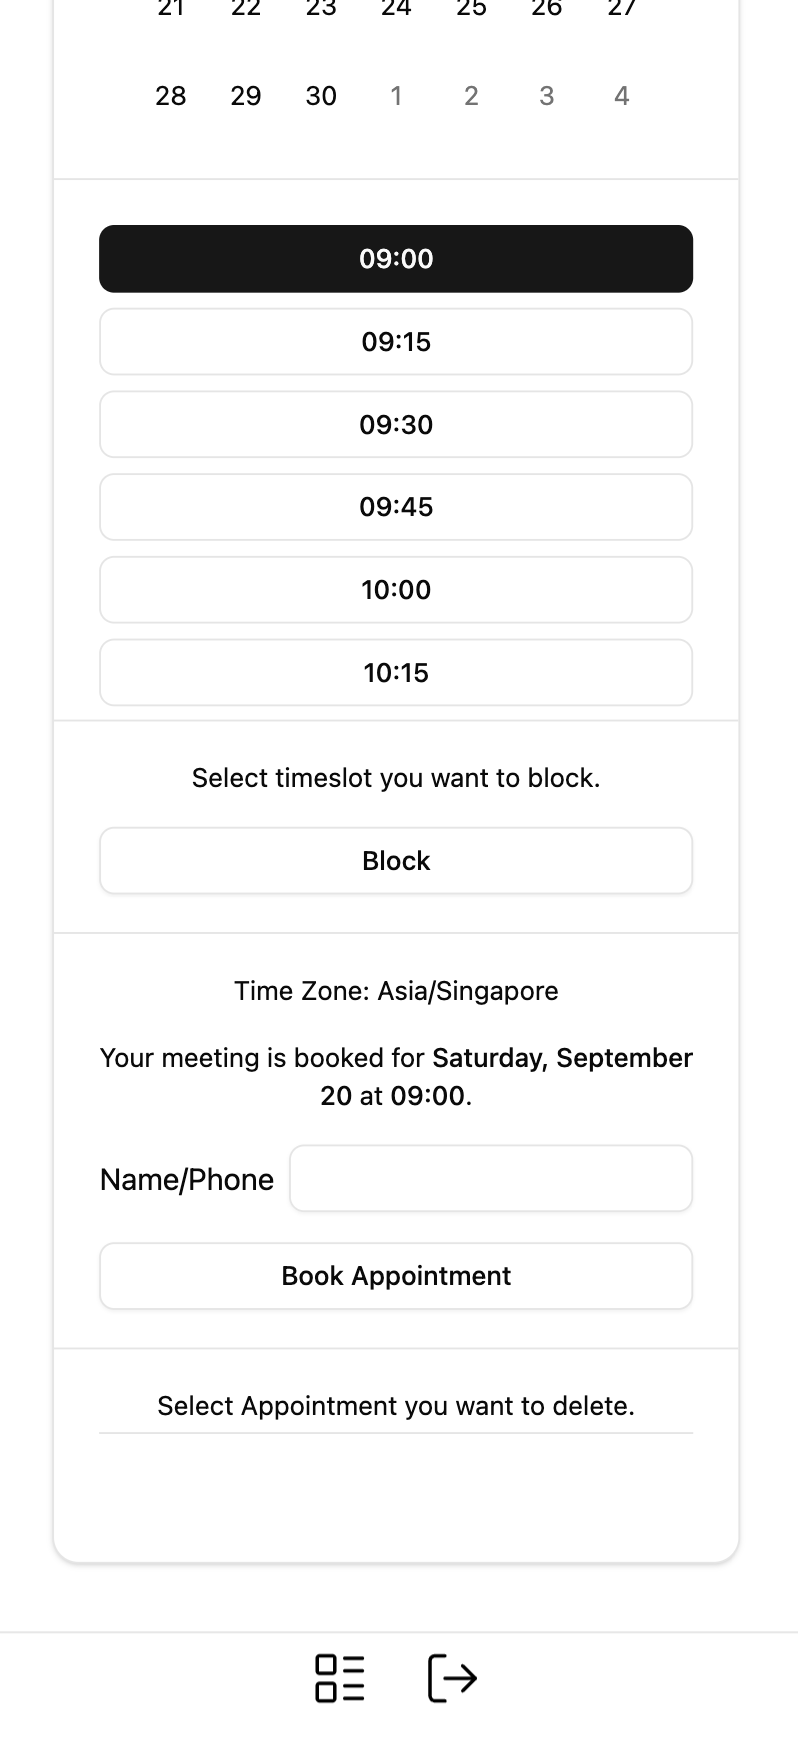 21 22 23 24 25 26 27
28 29 30 1 2 3 4
09:00
09:15
09:30
09:45
10:00
10:15
Select timeslot you want to block.
Block
Time Zone: Asia/Singapore
Your meeting is booked for Saturday, September
20 at 09:00.
Name/Phone
Book Appointment
Select Appointment you want to delete.